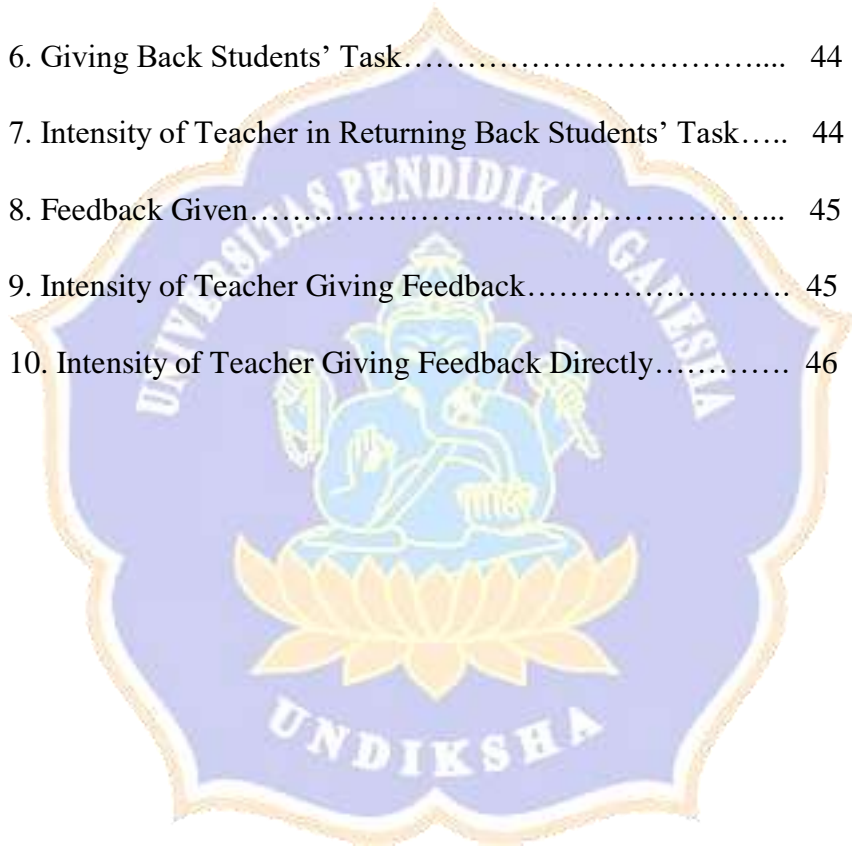 6. Giving Back Students’ Task…………………………….... 44
7. Intensity of Teacher in Returning Back Students’ Task….. 44
8. Feedback Given…………………………………………... 45
9. Intensity of Teacher Giving Feedback……………………. 45
10. Intensity of Teacher Giving Feedback Directly…………. 46
UNIVERSITAS PENDIDIKAN GANESHA
UNDIKSHA